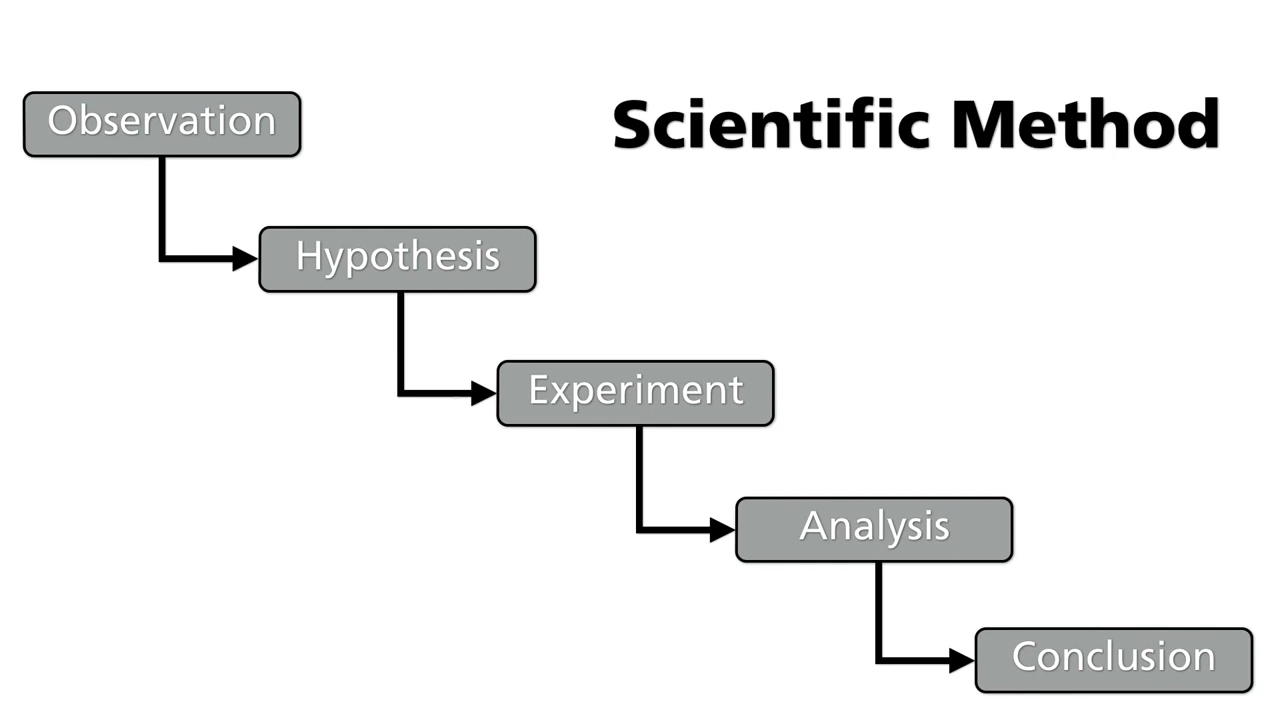 Scientific Method
Observation
Hypothesis
Experiment
Analysis
Conclusion